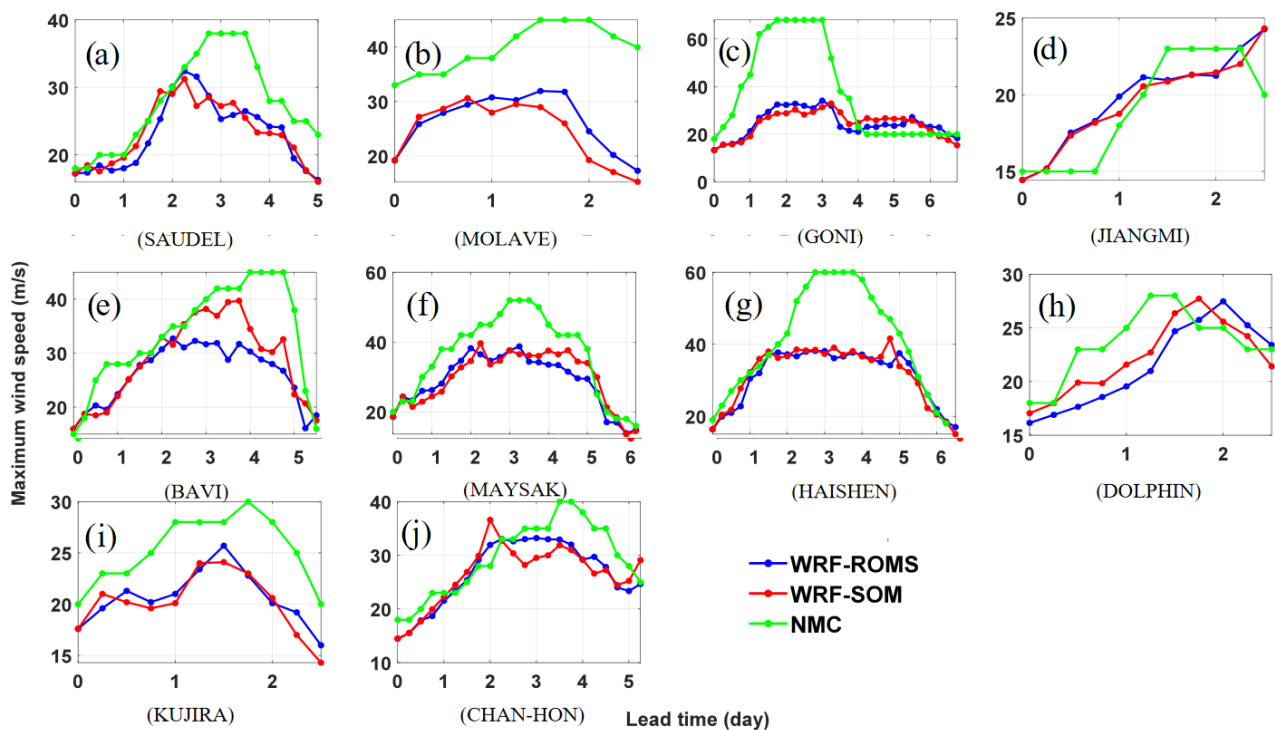 Maximum wind speed (m/s)
(a)
40
30
20
0 1 2 3 4 5
(SAUDEL)
(b)
40
30
20
0 1 2
(MOLAVE)
(c)
60
40
20
0
0 1 2 3 4 5 6
(GONI)
(d)
25
20
15
0 1 2
(JIANGMI)
(e)
40
30
20
0 1 2 3 4 5
(BAVI)
(f)
60
40
20
0 1 2 3 4 5 6
(MAYSAK)
(g)
60
40
20
0 1 2 3 4 5 6
(HAISHEN)
(h)
30
25
20
15
0 1 2
(DOLPHIN)
(i)
30
25
20
15
0 1 2
(KUJIRA)
(j)
40
30
20
10
0 1 2 3 4 5
(CHAN-HON)
WRF-ROMS
WRF-SOM
NMC
Lead time (day)